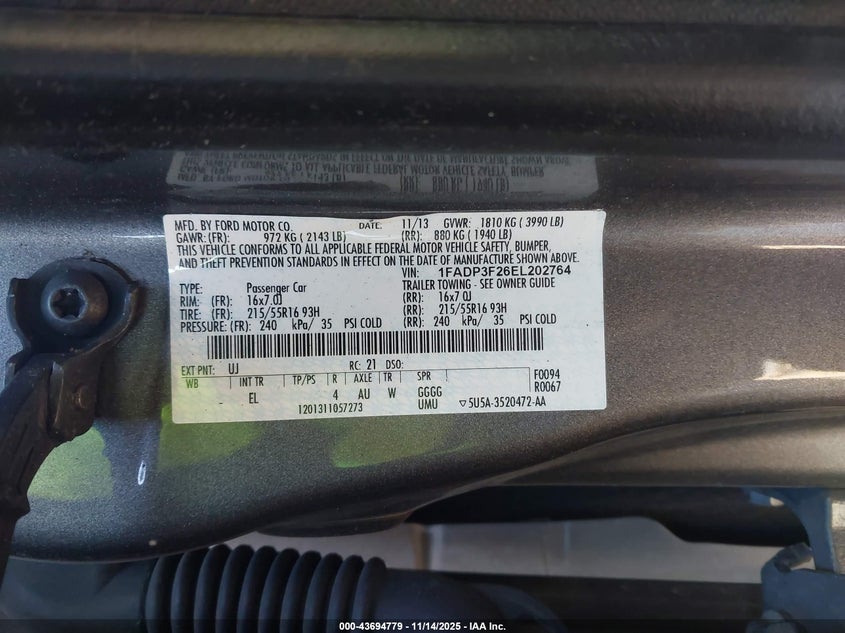 MFD. BY FORD MOTOR CO. DATE: 11/13 GVWR: 1810 KG ( 3990 LB)
GAWR: (FR) 972 KG ( 2143 LB) (RR) 880 KG ( 1940 LB)
THIS VEHICLE CONFORMS TO ALL APPLICABLE FEDERAL MOTOR VEHICLE SAFETY, BUMPER,
AND THEFT PREVENTION STANDARDS IN EFFECT ON THE DATE OF MANUFACTURE SHOWN ABOVE.
VIN: 1FADP3F26EL202764
TYPE: Passenger Car TRAILER TOWING - SEE OWNER GUIDE
RIM: (FR) 16x7.0J (RR): 16x7.0J
TIRE: (FR) 215/55R16 93H (RR): 215/55R16 93H
PRESSURE: (FR) 240 kPa/ 35 PSI COLD (RR) 240 kPa/ 35 PSI COLD
EXT PNT: UJ RC: 21 DSO: F0094
WB INT TR TP/PS R AXLE TR SPR R0067
EL 4 AU W GGGG
1201311057273 UMU ▽5U5A-3520472-AA
000-43694779 - 11/14/2025 - IAA Inc.